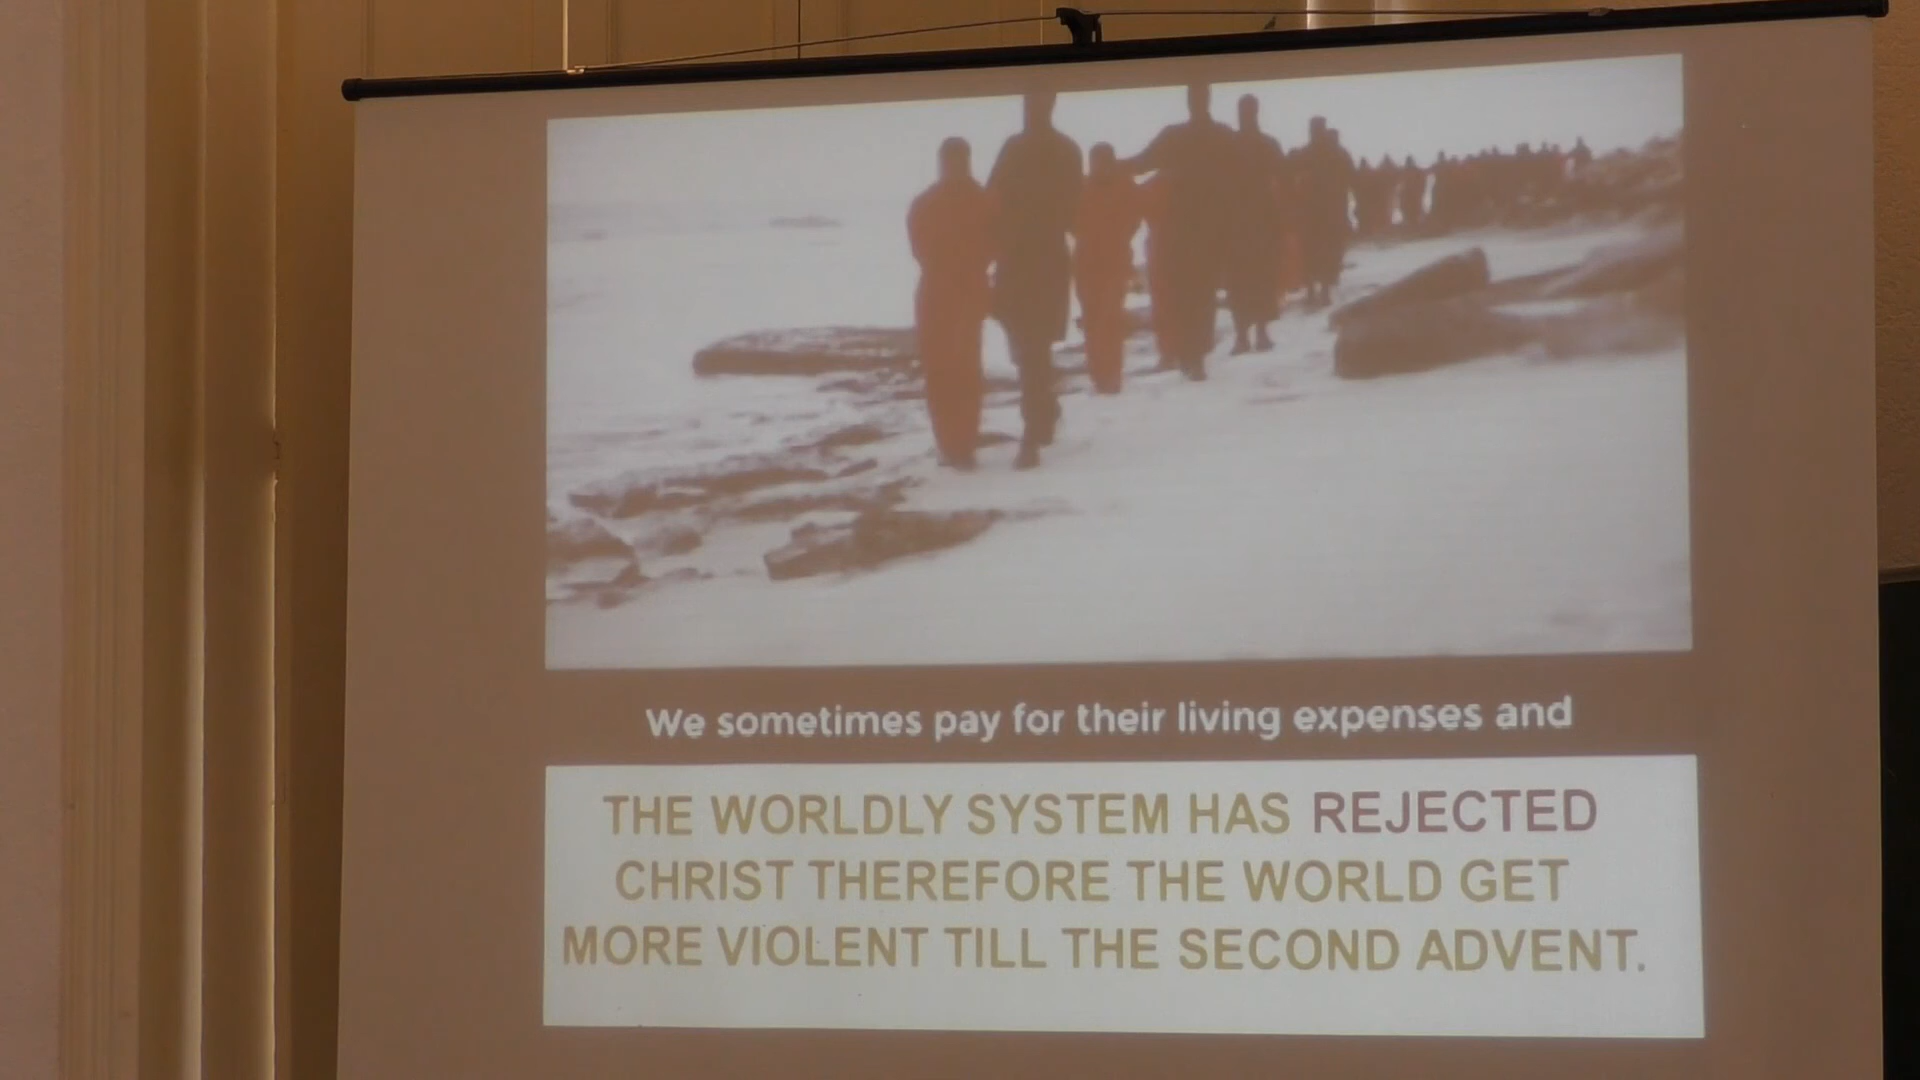 We sometimes pay for their living expenses and
THE WORLDLY SYSTEM HAS REJECTED
CHRIST THEREFORE THE WORLD GET
MORE VIOLENT TILL THE SECOND ADVENT.